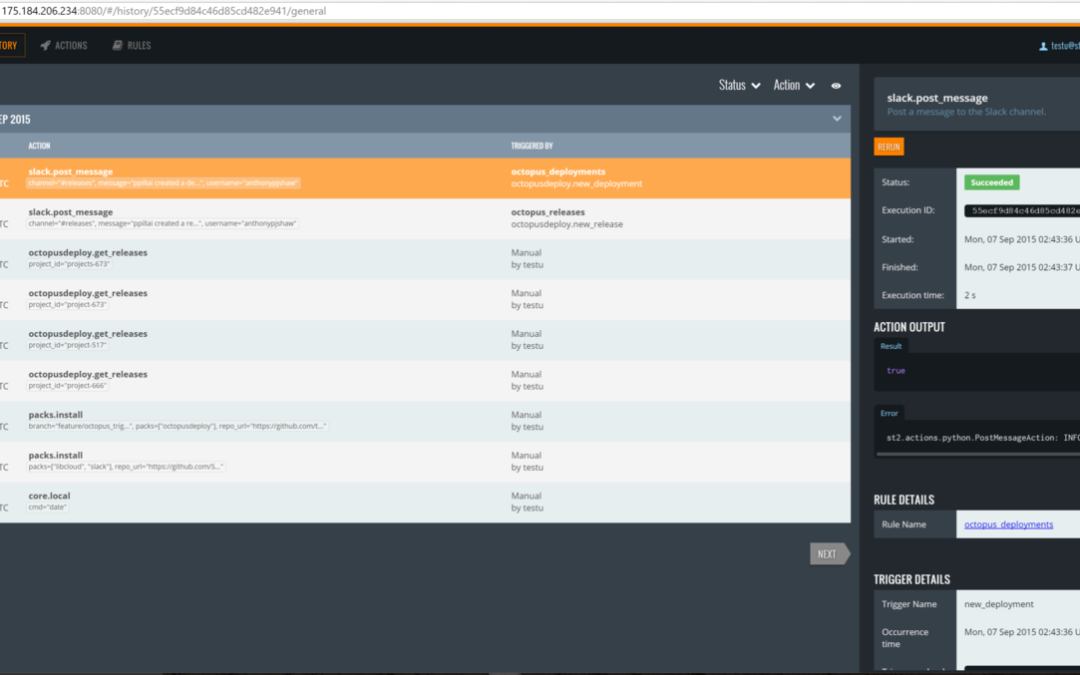 175.184.206.234:8080/#/history/55ecf9d84c46d85cd482e941/general
TORY ACTIONS RULES testu@st
Status Action
EP 2015
ACTION TRIGGERED BY
slack.post_message octopus_deployments
TC channel="#releases", message="ppillai created a de...", username="anthonypjshaw" octopusdeploy.new_deployment
slack.post_message octopus_releases
TC channel="#releases", message="ppillai created a re...", username="anthonypjshaw" octopusdeploy.new_release
octopusdeploy.get_releases Manual
TC project_id="projects-673" by testu
octopusdeploy.get_releases Manual
TC project_id="project-673" by testu
octopusdeploy.get_releases Manual
TC project_id="project-517" by testu
octopusdeploy.get_releases Manual
TC project_id="project-666" by testu
packs.install Manual
TC branch="feature/octopus_trig...", packs=["octopusdeploy"], repo_url="https://github.com/t..." by testu
packs.install Manual
TC packs=["libcloud", "slack"], repo_url="https://github.com/S..." by testu
core.local Manual
TC cmd="date" by testu
NEXT
slack.post_message
Post a message to the Slack channel.
RERUN
Status: Succeeded
Execution ID: 55ecf9d84c46d85cd482e
Started: Mon, 07 Sep 2015 02:43:36 U
Finished: Mon, 07 Sep 2015 02:43:37 U
Execution time: 2 s
ACTION OUTPUT
Result
true
Error
st2.actions.python.PostMessageAction: INFO
RULE DETAILS
Rule Name octopus_deployments
TRIGGER DETAILS
Trigger Name new_deployment
Occurrence time Mon, 07 Sep 2015 02:43:36 U